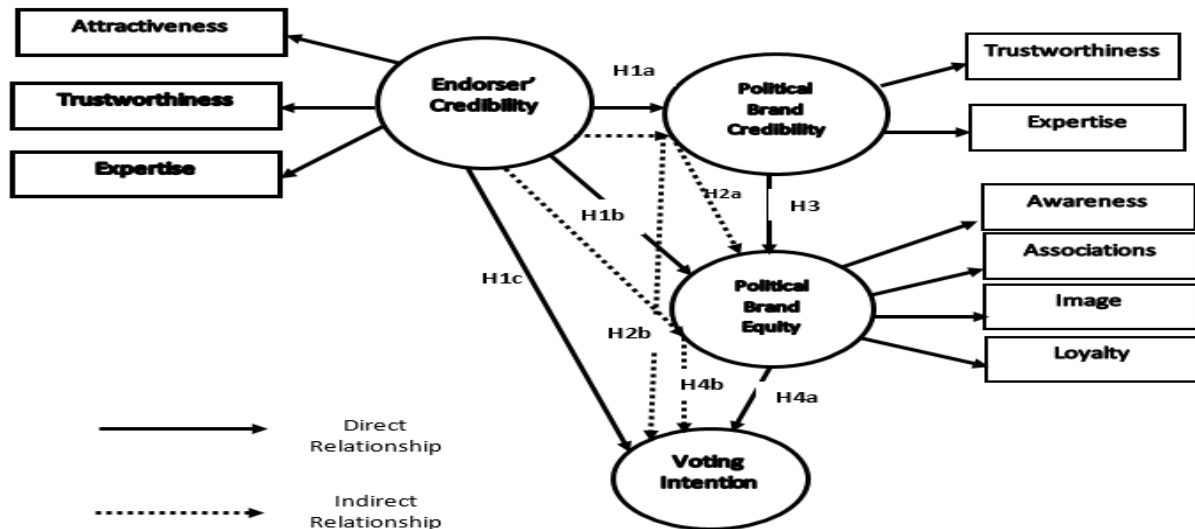 Attractiveness
Trustworthiness
Expertise
Endorser'
Credibility
H1a
Political
Brand
Credibility
Trustworthiness
Expertise
H2a
H3
H1b
H1c
Awareness
Associations
Image
Loyalty
Political
Brand
Equity
H2b
H4b
H4a
Voting
Intention
Direct
Relationship
Indirect
Relationship